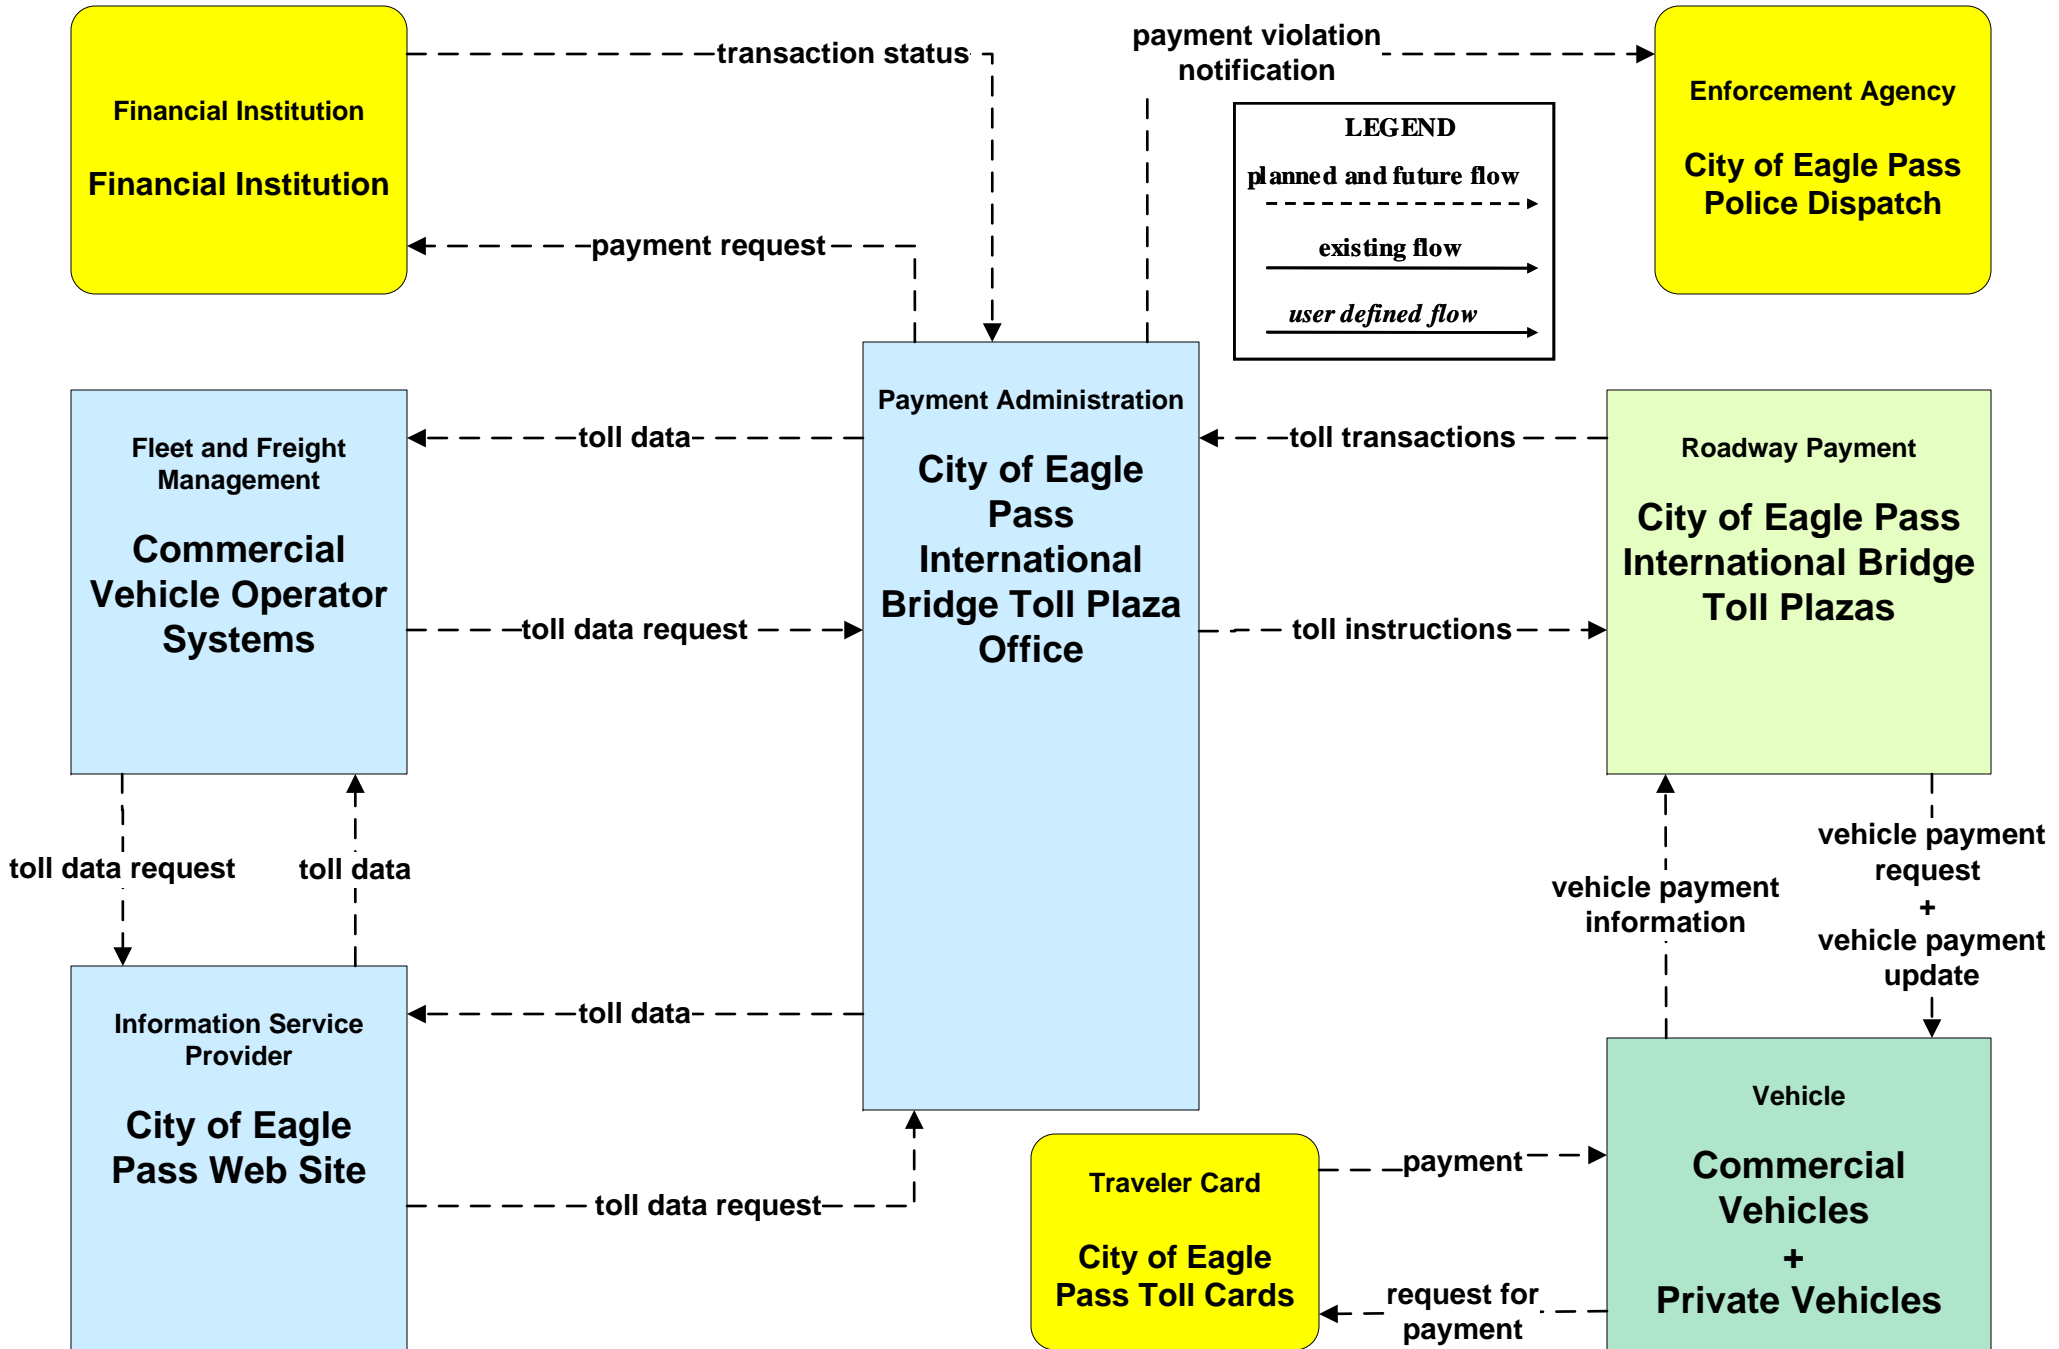 transaction status
payment violation
notification
Financial Institution
Financial Institution
Enforcement Agency
City of Eagle Pass
Police Dispatch
LEGEND
planned and future flow
existing flow
user defined flow
payment request
Payment Administration
City of Eagle
Pass
International
Bridge Toll Plaza
Office
Fleet and Freight
Management
Commercial
Vehicle Operator
Systems
toll data
toll data request
toll transactions
toll instructions
Roadway Payment
City of Eagle Pass
International Bridge
Toll Plazas
toll data request
toll data
vehicle payment
information
vehicle payment
request
+
vehicle payment
update
Information Service
Provider
City of Eagle
Pass Web Site
toll data
toll data request
Traveler Card
City of Eagle
Pass Toll Cards
payment
request for
payment
Vehicle
Commercial
Vehicles
+
Private Vehicles